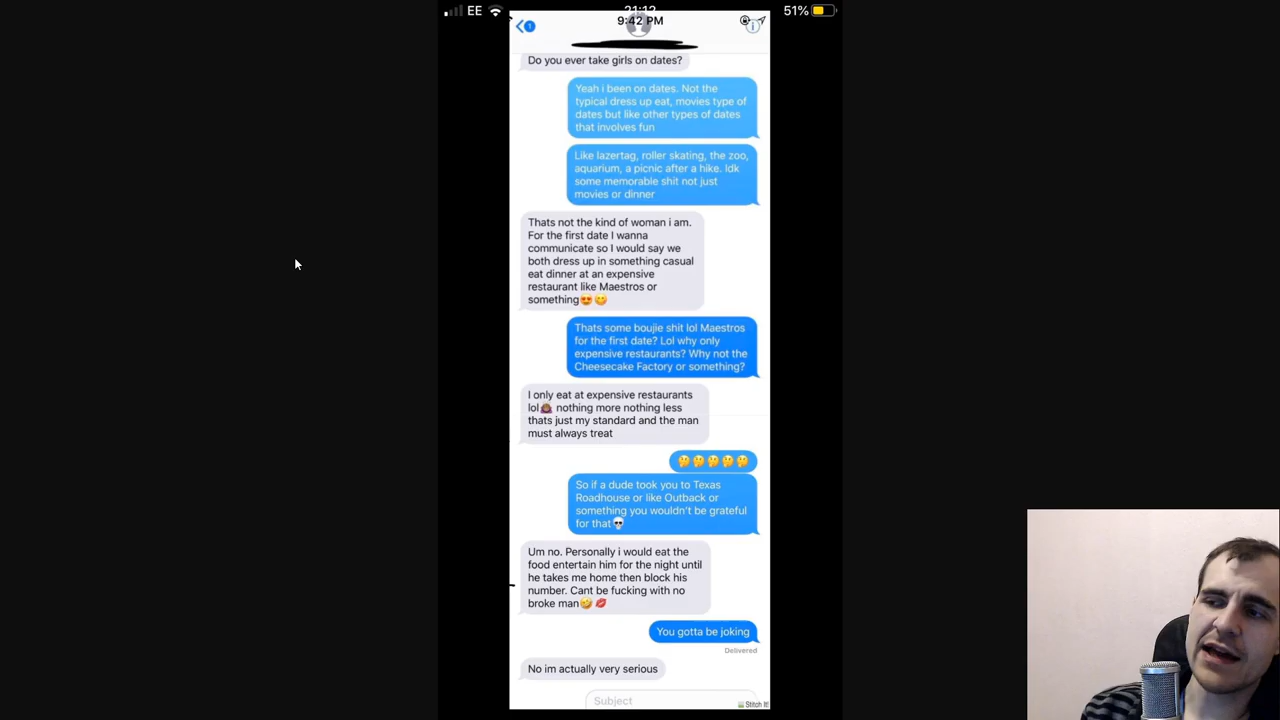 EE 21:12 51%
1 9:42 PM
Do you ever take girls on dates?
Yeah i been on dates. Not the
typical dress up eat, movies type of
dates but like other types of dates
that involves fun
Like lazertag, roller skating, the zoo,
aquarium, a picnic after a hike. Idk
some memorable shit not just
movies or dinner
Thats not the kind of woman i am.
For the first date I wanna
communicate so I would say we
both dress up in something casual
eat dinner at an expensive
restaurant like Maestros or
something😍😋
Thats some boujie shit lol Maestros
for the first date? Lol why only
expensive restaurants? Why not the
Cheesecake Factory or something?
I only eat at expensive restaurants
lol🙇🏾‍♀️ nothing more nothing less
thats just my standard and the man
must always treat
🤔🤔🤔🤔🤔
So if a dude took you to Texas
Roadhouse or like Outback or
something you wouldn't be grateful
for that💀
Um no. Personally i would eat the
food entertain him for the night until
he takes me home then block his
number. Cant be fucking with no
broke man🤣💋
You gotta be joking
Delivered
No im actually very serious
Subject
Stitch It!